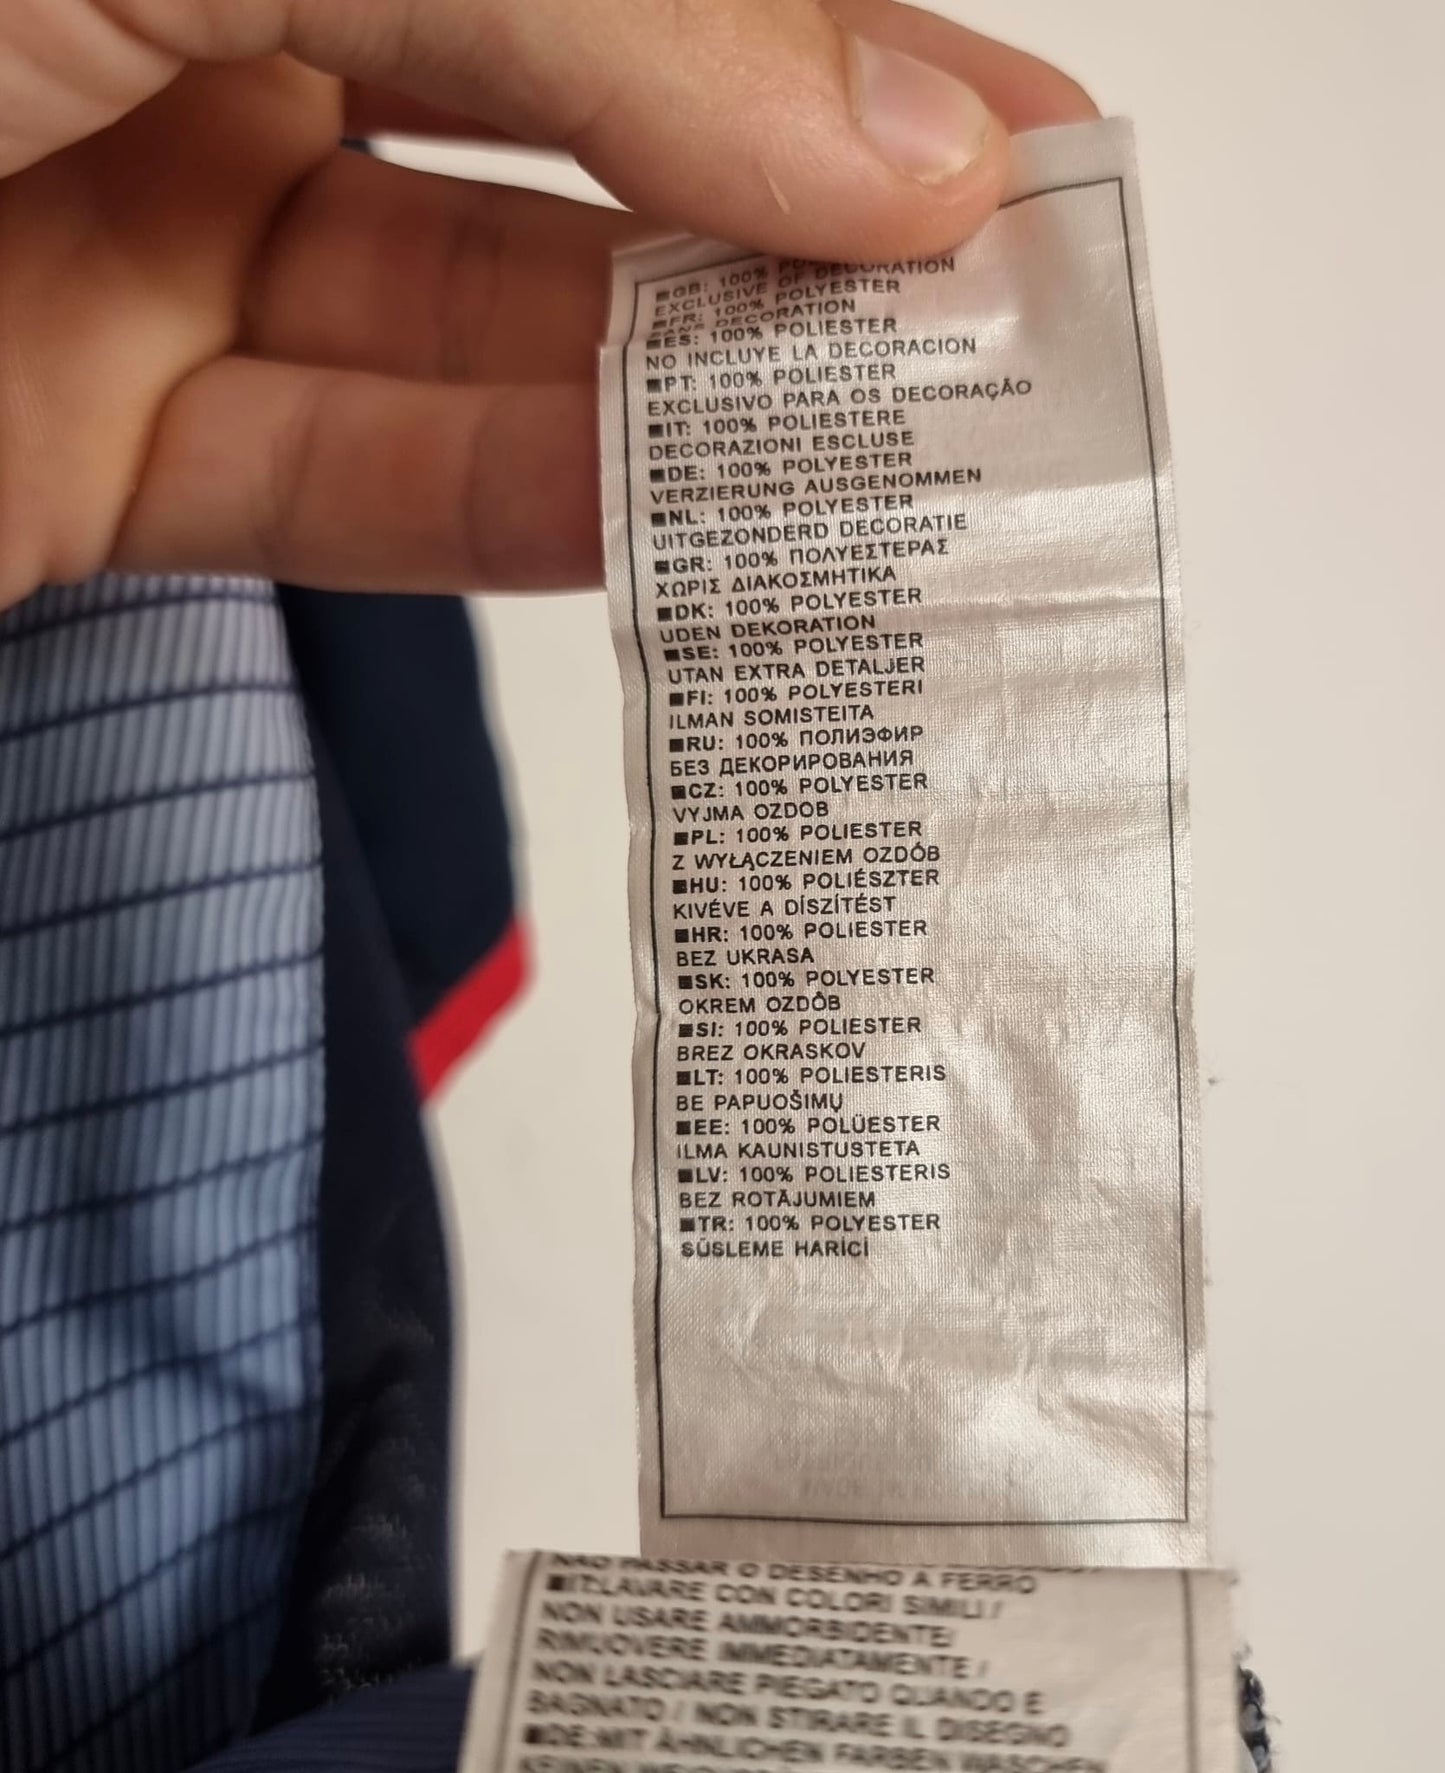 ■GB: 100%
EXCLUSIVE OF DECORATION
■FR: 100% POLYESTER
SANS DECORATION
■ES: 100% POLIESTER
NO INCLUYE LA DECORACION
■PT: 100% POLIESTER
EXCLUSIVO PARA OS DECORAÇÃO
■IT: 100% POLIESTERE
DECORAZIONI ESCLUSE
■DE: 100% POLYESTER
VERZIERUNG AUSGENOMMEN
■NL: 100% POLYESTER
UITGEZONDERD DECORATIE
■GR: 100% ΠΟΛΥΕΣΤΕΡΑΣ
ΧΩΡΙΣ ΔΙΑΚΟΣΜΗΤΙΚΑ
■DK: 100% POLYESTER
UDEN DEKORATION
■SE: 100% POLYESTER
UTAN EXTRA DETALJER
■FI: 100% POLYESTERI
ILMAN SOMISTEITA
■RU: 100% ПОЛИЭФИР
БЕЗ ДЕКОРИРОВАНИЯ
■CZ: 100% POLYESTER
VYJMA OZDOB
■PL: 100% POLIESTER
Z WYŁĄCZENIEM OZDÓB
■HU: 100% POLIÉSZTER
KIVÉVE A DÍSZÍTÉST
■HR: 100% POLIESTER
BEZ UKRASA
■SK: 100% POLYESTER
OKREM OZDÔB
■SI: 100% POLIESTER
BREZ OKRASKOV
■LT: 100% POLIESTERIS
BE PAPUOŠIMŲ
■EE: 100% POLÜESTER
ILMA KAUNISTUSTETA
■LV: 100% POLIESTERIS
BEZ ROTĀJUMIEM
■TR: 100% POLYESTER
SÜSLEME HARİCİ
NÃO PASSAR O DESENHO A FERRO
■IT:LAVARE CON COLORI SIMILI /
NON USARE AMMORBIDENTE/
RIMUOVERE IMMEDIATAMENTE /
NON LASCIARE PIEGATO QUANDO E
BAGNATO / NON STIRARE IL DISEGNO
■DE:MIT ÄHNLICHEN FARBEN WASCHEN